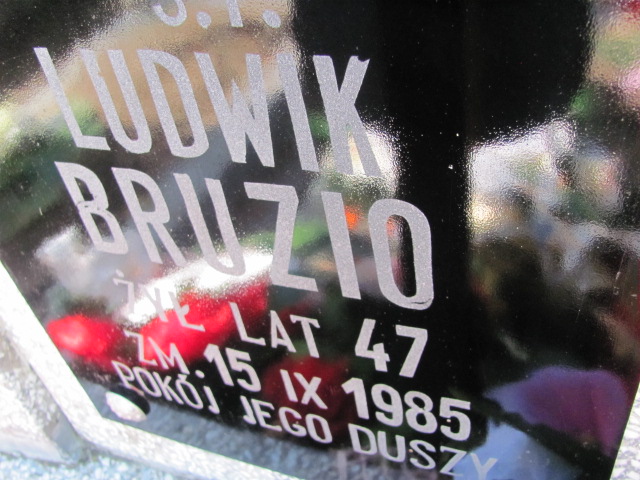 Ś.P.
LUDWIK
BRUZIO
ŻYŁ LAT 47
ZM. 15 IX 1985
POKÓJ JEGO DUSZY